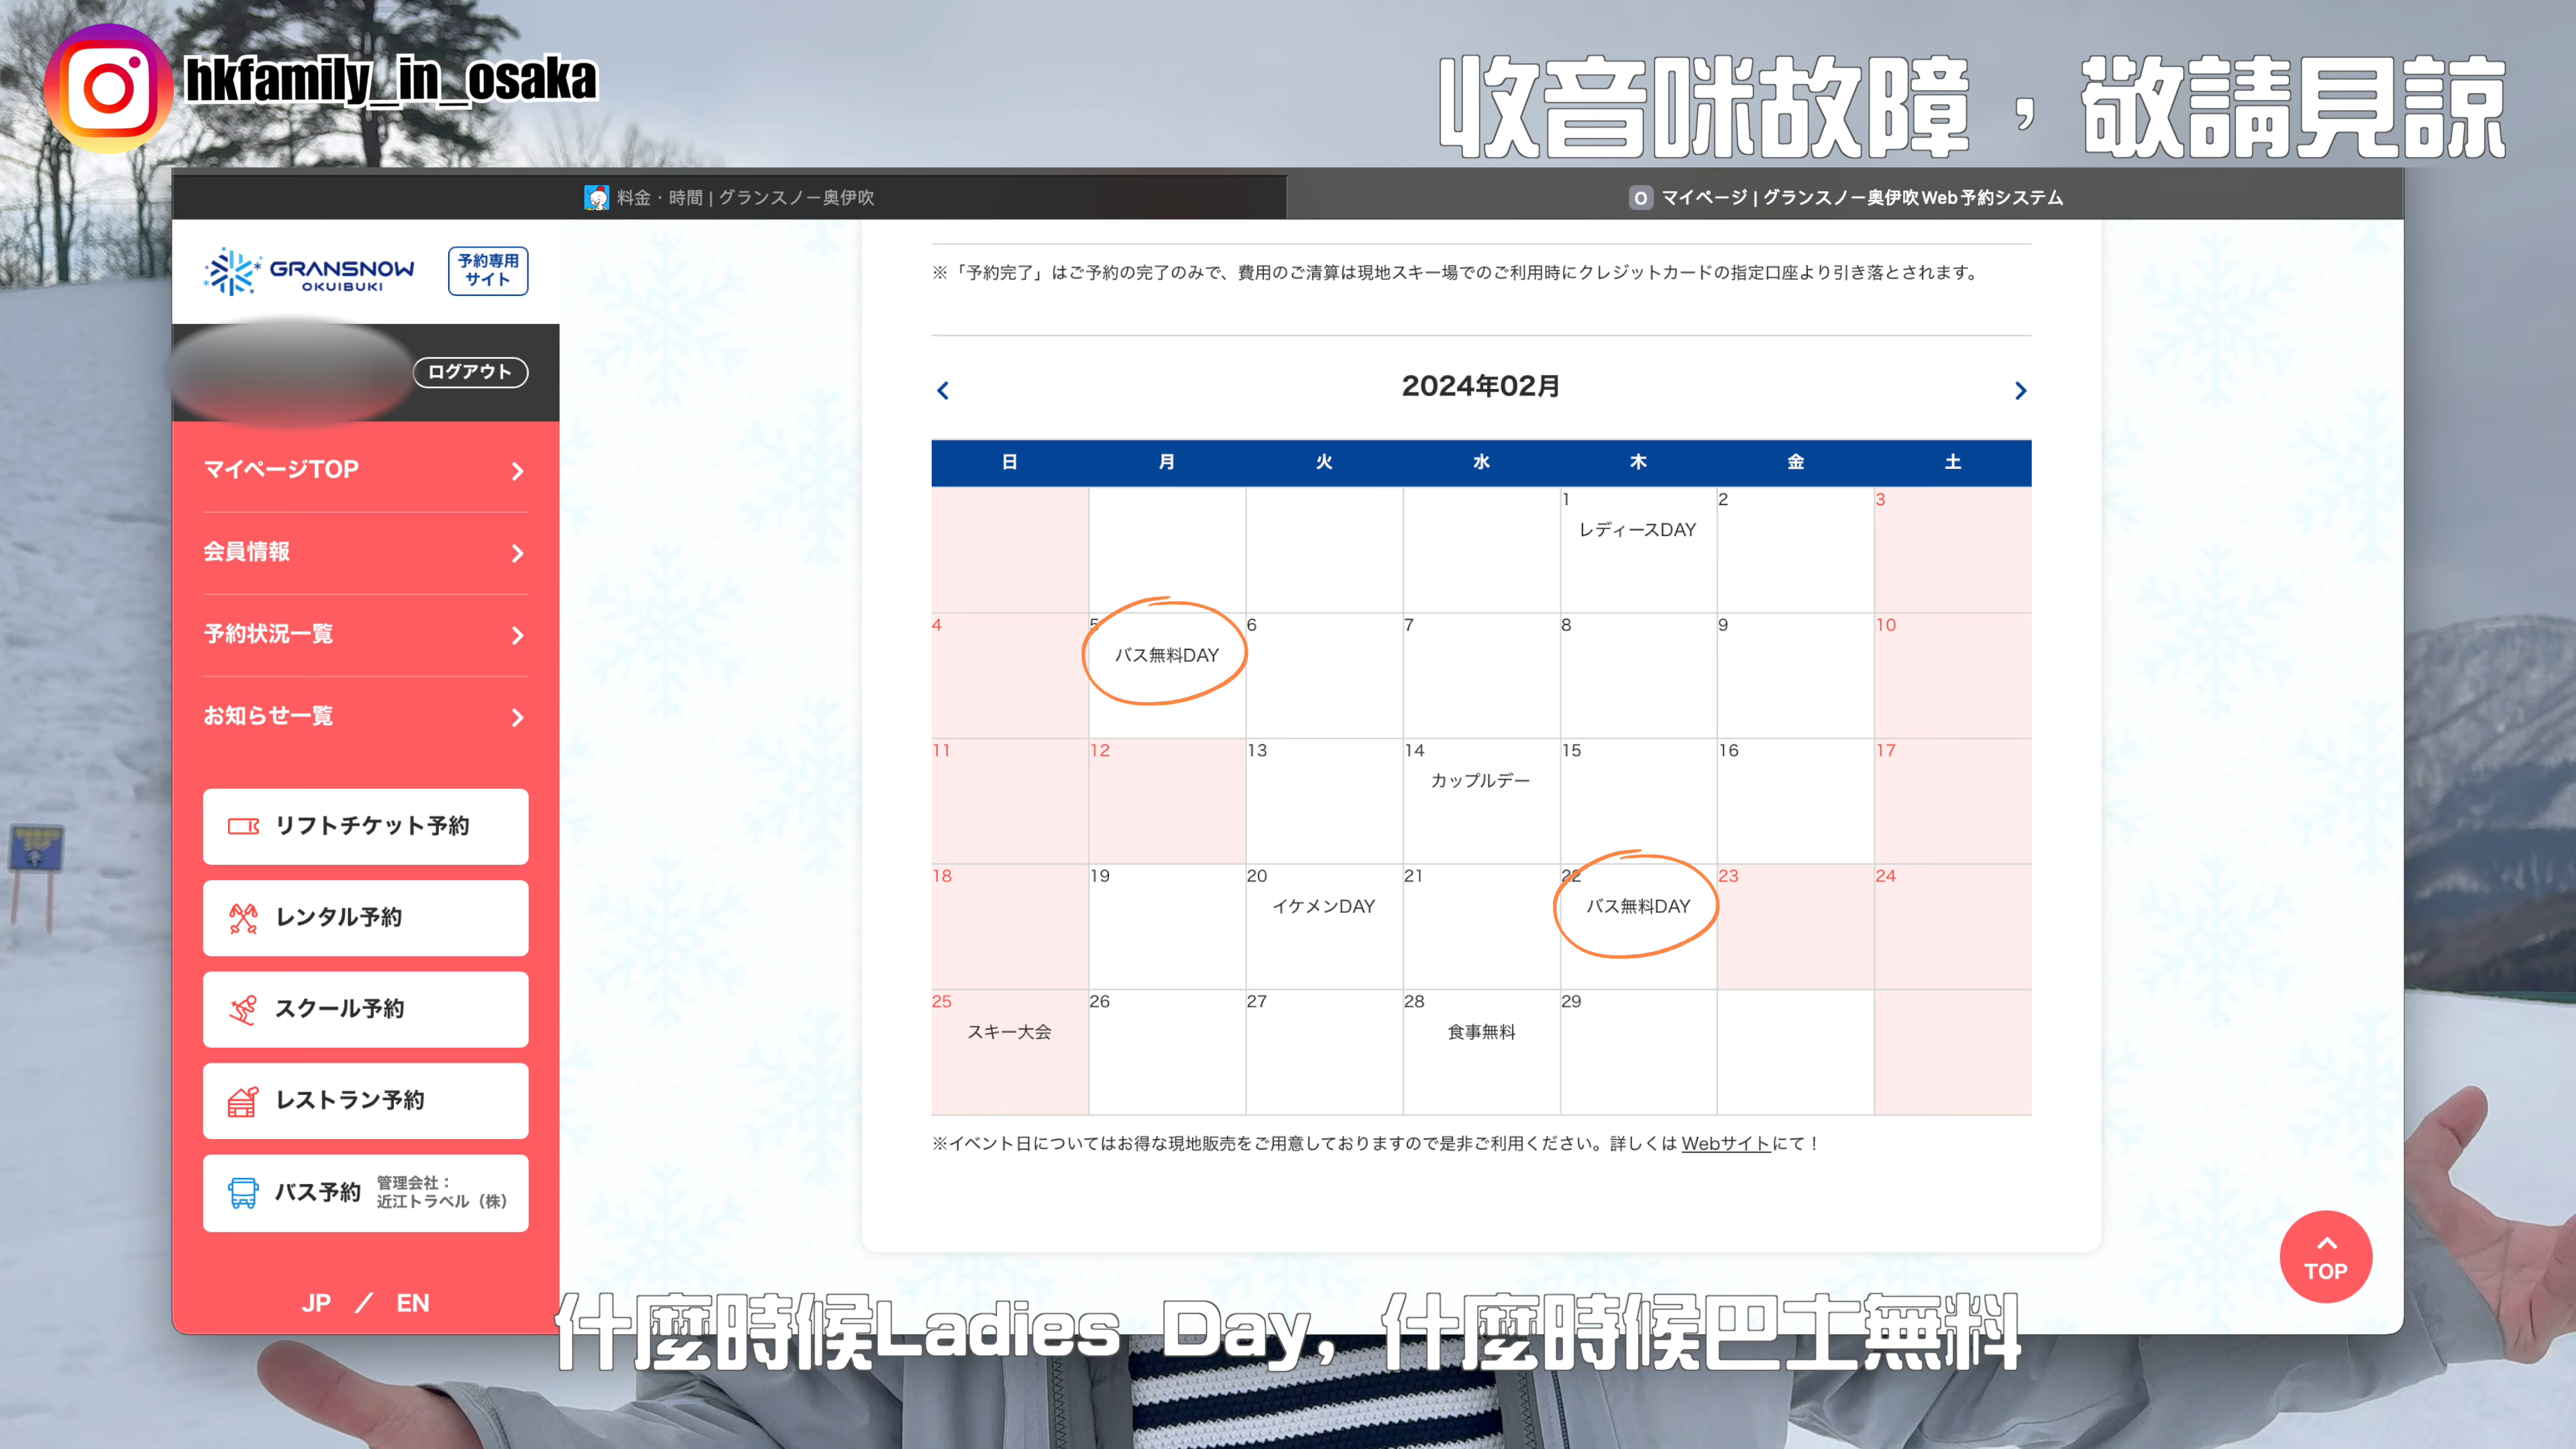 hkfamily_in_osaka
收音咪故障，敬請見諒
料金・時間 | グランスノー奥伊吹
O マイページ | グランスノー奥伊吹Web予約システム
GRANSNOW
OKUIBUKI
予約専用
サイト
ログアウト
マイページTOP
会員情報
予約状況一覧
お知らせ一覧
リフトチケット予約
レンタル予約
スクール予約
レストラン予約
バス予約
管理会社：
近江トラベル（株）
JP / EN
※「予約完了」はご予約の完了のみで、費用のご清算は現地スキー場でのご利用時にクレジットカードの指定口座より引き落とされます。
2024年02月
日 月 火 水 木 金 土
1 2 3
レディースDAY
4 5 6 7 8 9 10
バス無料DAY
11 12 13 14 15 16 17
カップルデー
18 19 20 21 22 23 24
イケメンDAY バス無料DAY
25 26 27 28 29
スキー大会 食事無料
※イベント日についてはお得な現地販売をご用意しておりますので是非ご利用ください。詳しくは Webサイトにて！
TOP
什麼時候Ladies Day, 什麼時候巴士無料